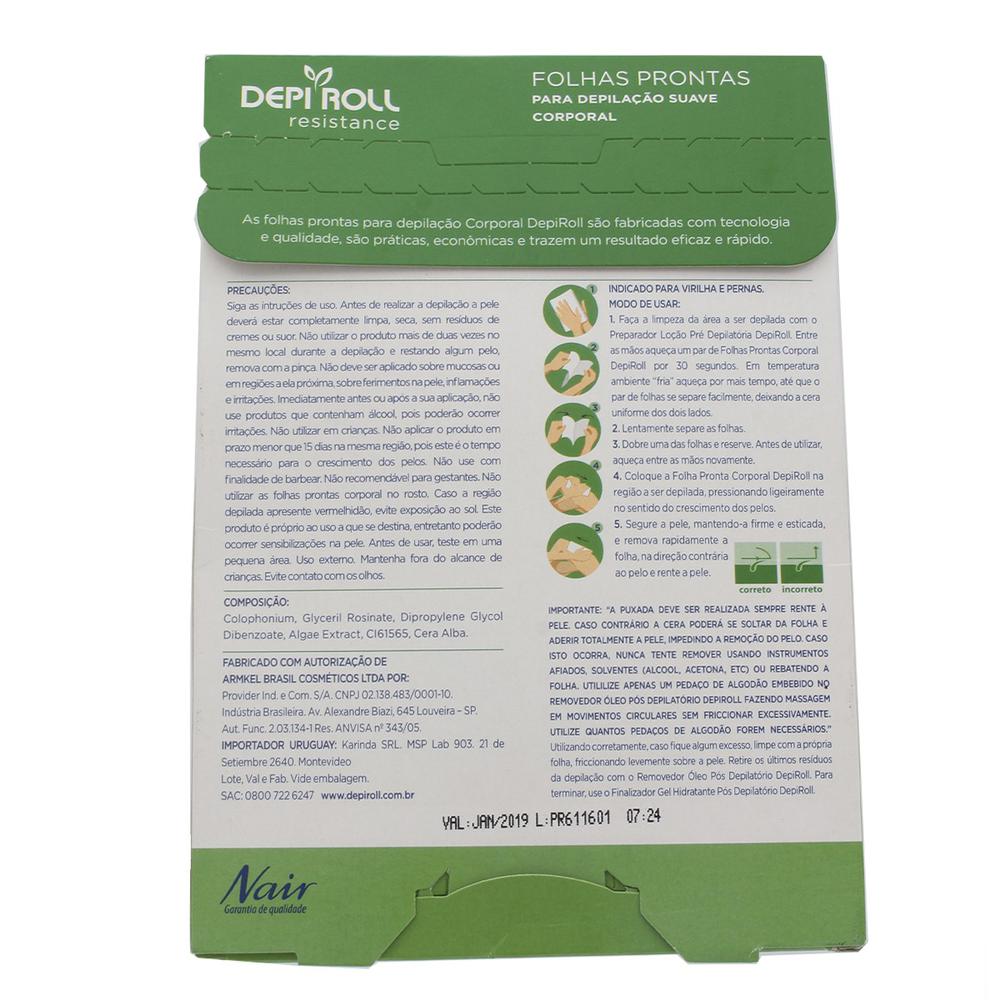 DEPI ROLL
resistance
FOLHAS PRONTAS
PARA DEPILAÇÃO SUAVE
CORPORAL
As folhas prontas para depilação Corporal DepiRoll são fabricadas com tecnologia
e qualidade, são práticas, econômicas e trazem um resultado eficaz e rápido.
PRECAUÇÕES:
Siga as intruções de uso. Antes de realizar a depilação a pele
deverá estar completamente limpa, seca, sem resíduos de
cremes ou suor. Não utilizar o produto mais de duas vezes no
mesmo local durante a depilação e restando algum pelo,
remova com a pinça. Não deve ser aplicado sobre mucosas ou
em regiões a ela próxima, sobre ferimentos na pele, inflamações
e irritações. Imediatamente antes ou após a sua aplicação, não
use produtos que contenham álcool, pois poderão ocorrer
irritações. Não utilizar em crianças. Não aplicar o produto em
prazo menor que 15 dias na mesma região, pois este é o tempo
necessário para o crescimento dos pelos. Não use com
finalidade de barbear. Não recomendável para gestantes. Não
utilizar as folhas prontas corporal no rosto. Caso a região
depilada apresente vermelhidão, evite exposição ao sol. Este
produto é próprio ao uso a que se destina, entretanto poderão
ocorrer sensibilizações na pele. Antes de usar, teste em uma
pequena área. Uso externo. Mantenha fora do alcance de
crianças. Evite contato com os olhos.
COMPOSIÇÃO:
Colophonium, Glyceril Rosinate, Dipropylene Glycol
Dibenzoate, Algae Extract, CI61565, Cera Alba.
FABRICADO COM AUTORIZAÇÃO DE
ARMKEL BRASIL COSMÉTICOS LTDA POR:
Provider Ind. e Com. S/A. CNPJ 02.138.483/0001-10.
Indústria Brasileira. Av. Alexandre Biazi, 645 Louveira – SP.
Aut. Func. 2.03.134-1 Res. ANVISA nº 343/05.
IMPORTADOR URUGUAY: Karinda SRL. MSP Lab 903. 21 de
Setiembre 2640. Montevideo
Lote, Val e Fab. Vide embalagem.
SAC: 0800 722 6247 www.depiroll.com.br
1
2
3
4
5
INDICADO PARA VIRILHA E PERNAS.
MODO DE USAR:
1. Faça a limpeza da área a ser depilada com o
Preparador Loção Pré Depilatória DepiRoll. Entre
as mãos aqueça um par de Folhas Prontas Corporal
DepiRoll por 30 segundos. Em temperatura
ambiente "fria" aqueça por mais tempo, até que o
par de folhas se separe facilmente, deixando a cera
uniforme dos dois lados.
2. Lentamente separe as folhas.
3. Dobre uma das folhas e reserve. Antes de utilizar,
aqueça entre as mãos novamente.
4. Coloque a Folha Pronta Corporal DepiRoll na
região a ser depilada, pressionando ligeiramente
no sentido do crescimento dos pelos.
5. Segure a pele, mantendo-a firme e esticada,
e remova rapidamente a
folha, na direção contrária
ao pelo e rente a pele.
correto incorreto
IMPORTANTE: "A PUXADA DEVE SER REALIZADA SEMPRE RENTE À
PELE. CASO CONTRÁRIO A CERA PODERÁ SE SOLTAR DA FOLHA E
ADERIR TOTALMENTE A PELE, IMPEDINDO A REMOÇÃO DO PELO. CASO
ISTO OCORRA, NUNCA TENTE REMOVER USANDO INSTRUMENTOS
AFIADOS, SOLVENTES (ALCOOL, ACETONA, ETC) OU REBATENDO A
FOLHA. UTILILIZE APENAS UM PEDAÇO DE ALGODÃO EMBEBIDO NO
REMOVEDOR ÓLEO PÓS DEPILATÓRIO DEPIROLL FAZENDO MASSAGEM
EM MOVIMENTOS CIRCULARES SEM FRICCIONAR EXCESSIVAMENTE.
UTILIZE QUANTOS PEDAÇOS DE ALGODÃO FOREM NECESSÁRIOS."
Utilizando corretamente, caso fique algum excesso, limpe com a própria
folha, friccionando levemente sobre a pele. Retire os últimos resíduos
da depilação com o Removedor Óleo Pós Depilatório DepiRoll. Para
terminar, use o Finalizador Gel Hidratante Pós Depilatório DepiRoll.
VAL:JAN/2019 L:PR611601 07:24
Nair
Garantia de qualidade